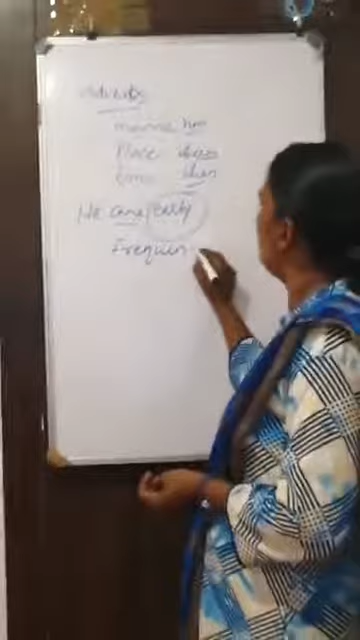 Adverbs
manner how
Place where
time when
He came early
Frequen